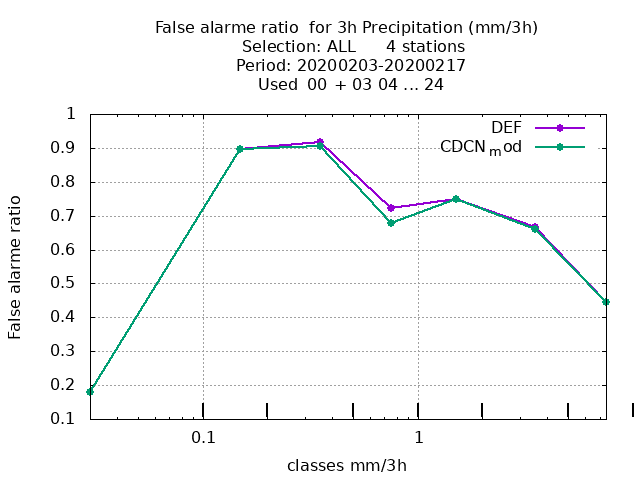 False alarme ratio  for 3h Precipitation (mm/3h)
Selection: ALL      4 stations
Period: 20200203-20200217
Used  00  + 03 04 ... 24
DEF
CDCN_mod
False alarme ratio
1
0.9
0.8
0.7
0.6
0.5
0.4
0.3
0.2
0.1
0.1 1
classes mm/3h